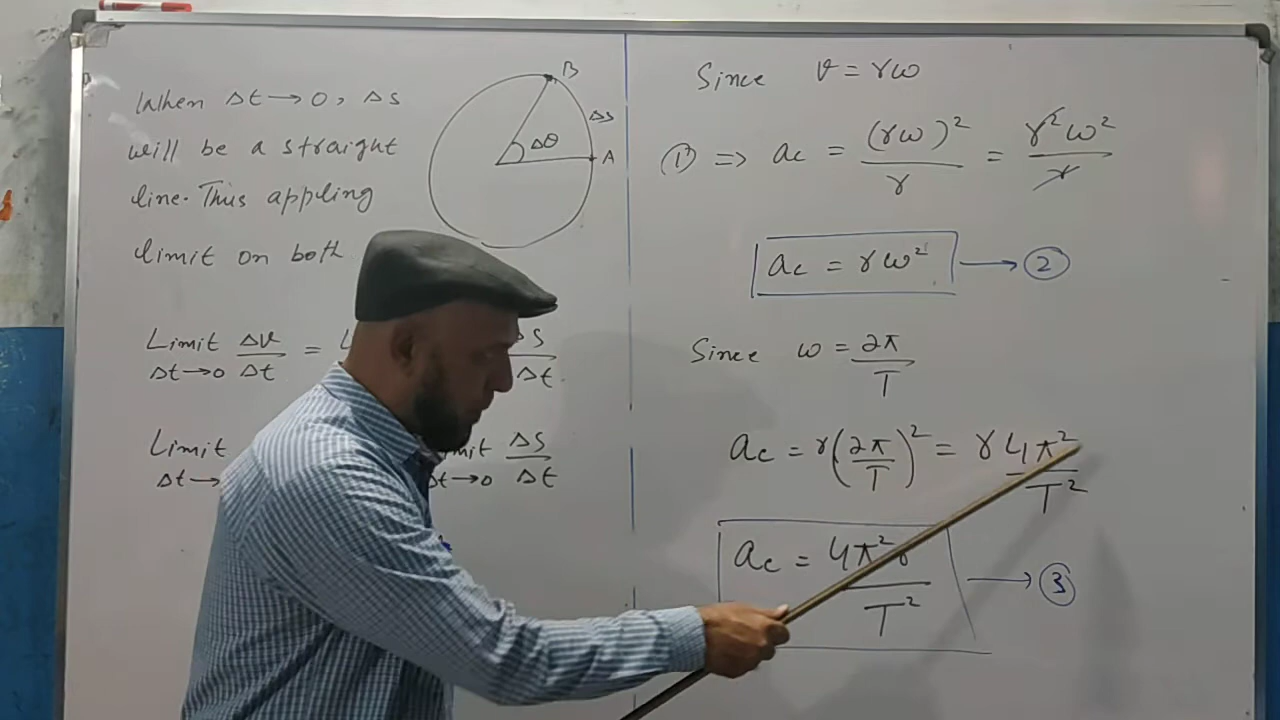 When Δt → 0, Δs
will be a straight
line. Thus appling
limit on both
B
Δs
Δθ
A
Limit Δv/Δt =
Δt→0
Δs/Δt
Limit
Δt→
Limit Δs/Δt
Δt→0
Since v = rω
① => ac = (rω)²/r = r²ω²/r
ac = rω² → ②
Since ω = 2π/T
ac = r(2π/T)² = r 4π²/T²
ac = 4π²r/T² → ③